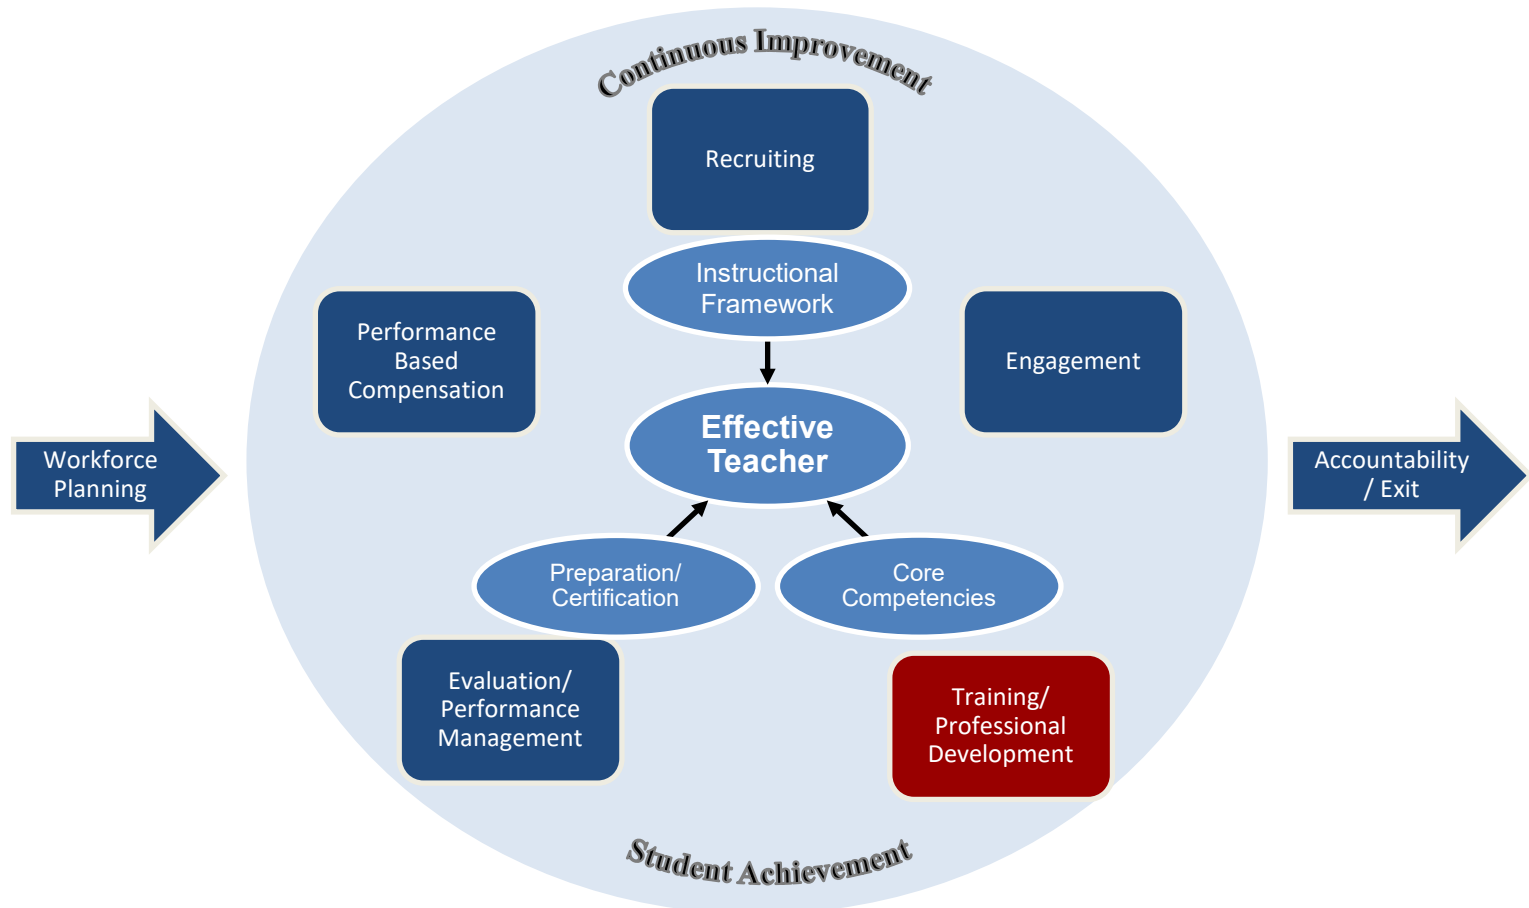 Continuous Improvement
Recruiting
Instructional
Framework
Performance
Based
Compensation
Engagement
Effective
Teacher
Workforce
Planning
Accountability
/ Exit
Preparation/
Certification
Core
Competencies
Evaluation/
Performance
Management
Training/
Professional
Development
Student Achievement